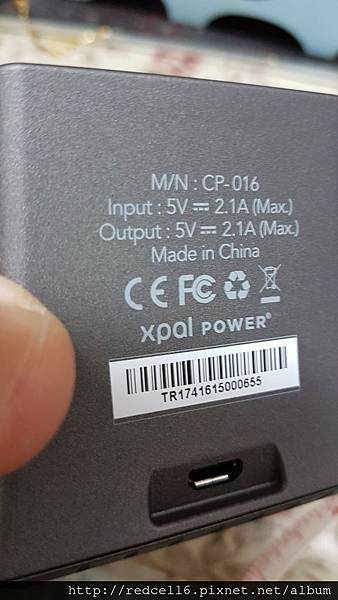 M/N : CP-016
Input : 5V ⎓ 2.1A (Max.)
Output : 5V ⎓ 2.1A (Max.)
Made in China
CE FC
xpal POWER®
TR1741615000655
http://redcell6.pixnet.net/album